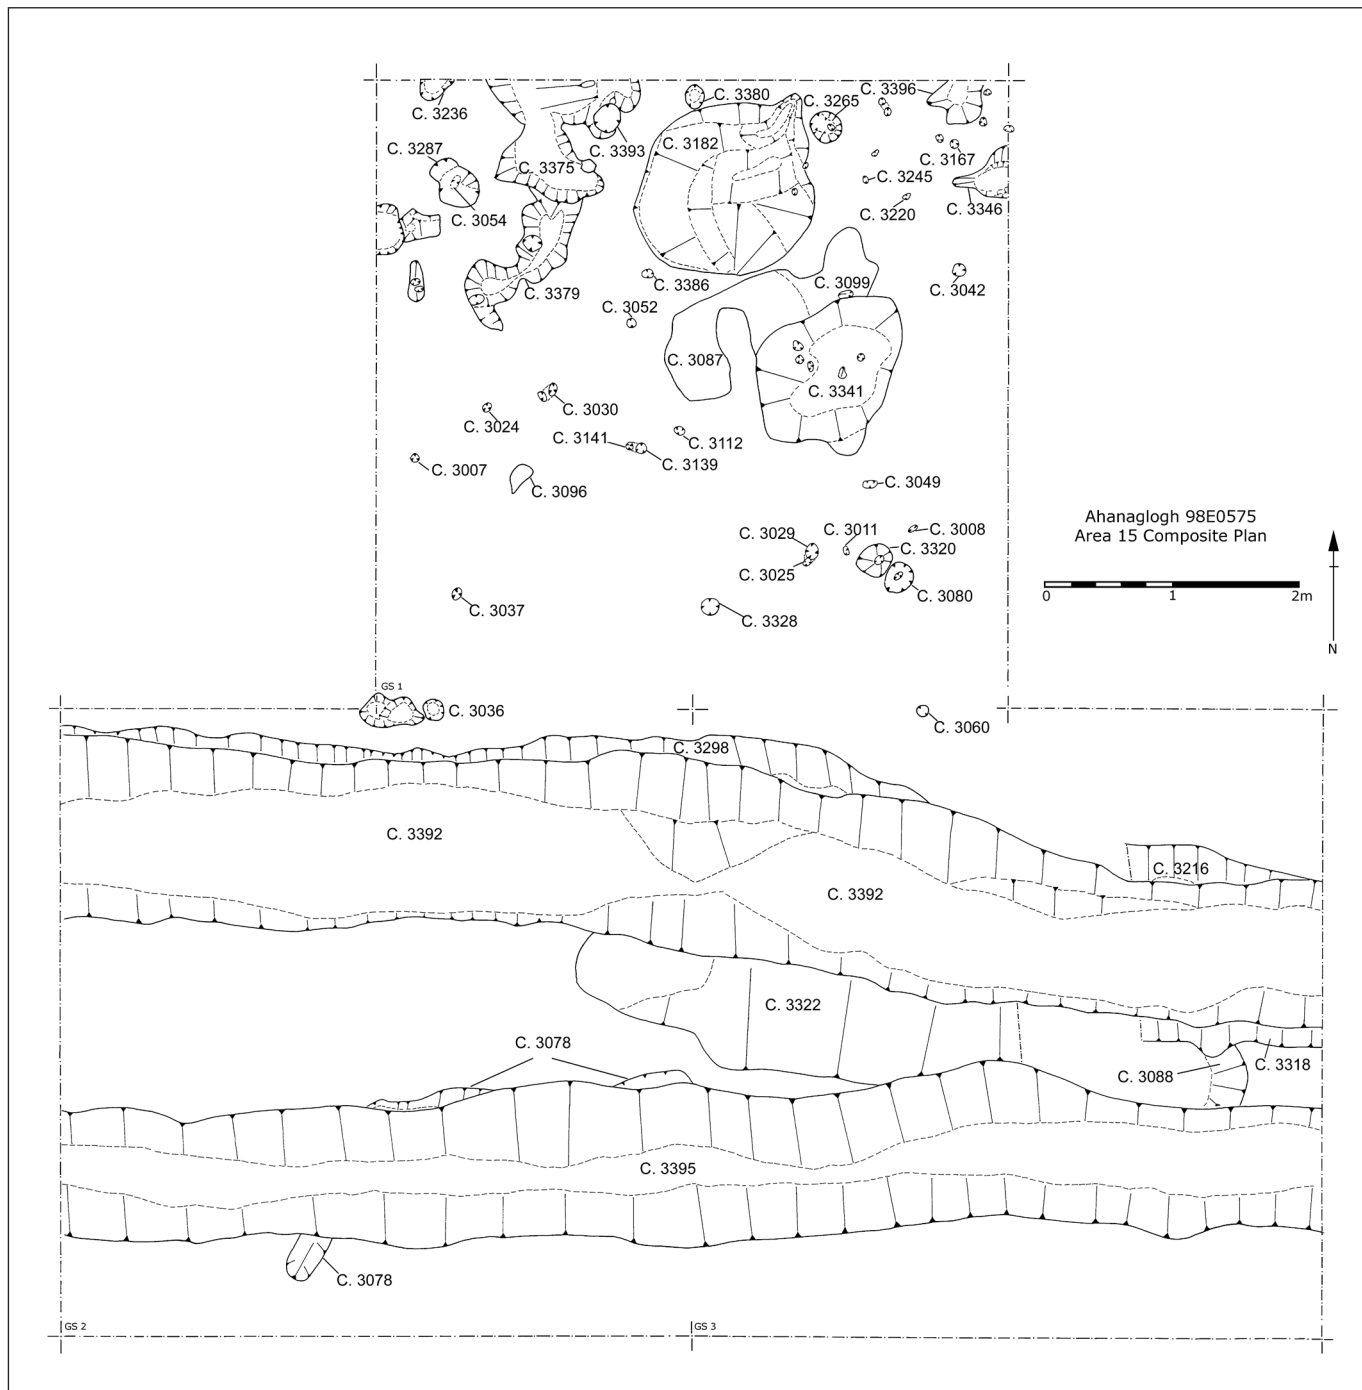 C. 3236
C. 3380
C. 3265
C. 3396
C. 3287
C. 3375
C. 3393
C. 3182
C. 3167
C. 3245
C. 3054
C. 3220
C. 3346
C. 3379
C. 3386
C. 3099
C. 3042
C. 3052
C. 3087
C. 3341
C. 3030
C. 3024
C. 3141
C. 3112
C. 3139
C. 3007
C. 3096
C. 3049
Ahanaglogh 98E0575
Area 15 Composite Plan
C. 3029
C. 3011
C. 3008
C. 3320
C. 3025
C. 3080
0 1 2m
C. 3037
C. 3328
N
GS 1
C. 3036
C. 3060
C. 3298
C. 3392
C. 3216
C. 3392
C. 3322
C. 3078
C. 3088
C. 3318
C. 3395
C. 3078
GS 2
GS 3